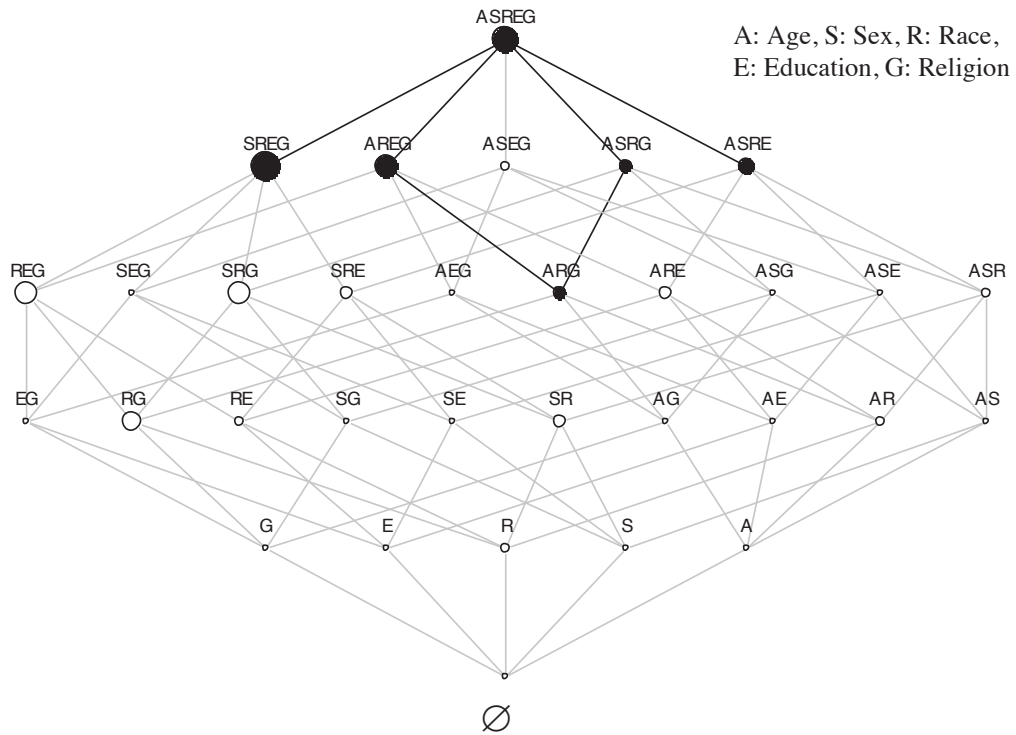 ASREG
A: Age, S: Sex, R: Race,
E: Education, G: Religion
SREG AREG ASEG ASRG ASRE
REG SEG SRG SRE AEG ARG ARE ASG ASE ASR
EG RG RE SG SE SR AG AE AR AS
G E R S A
∅